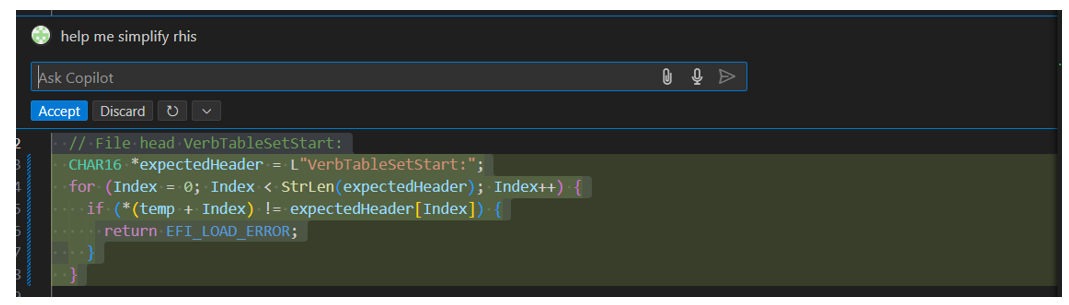 help me simplify rhis
Ask Copilot
Accept Discard
2 // File head VerbTableSetStart:
3 CHAR16 *expectedHeader = L"VerbTableSetStart:";
4 for (Index = 0; Index < StrLen(expectedHeader); Index++) {
5 if (*(temp + Index) != expectedHeader[Index]) {
6 return EFI_LOAD_ERROR;
7 }
8 }